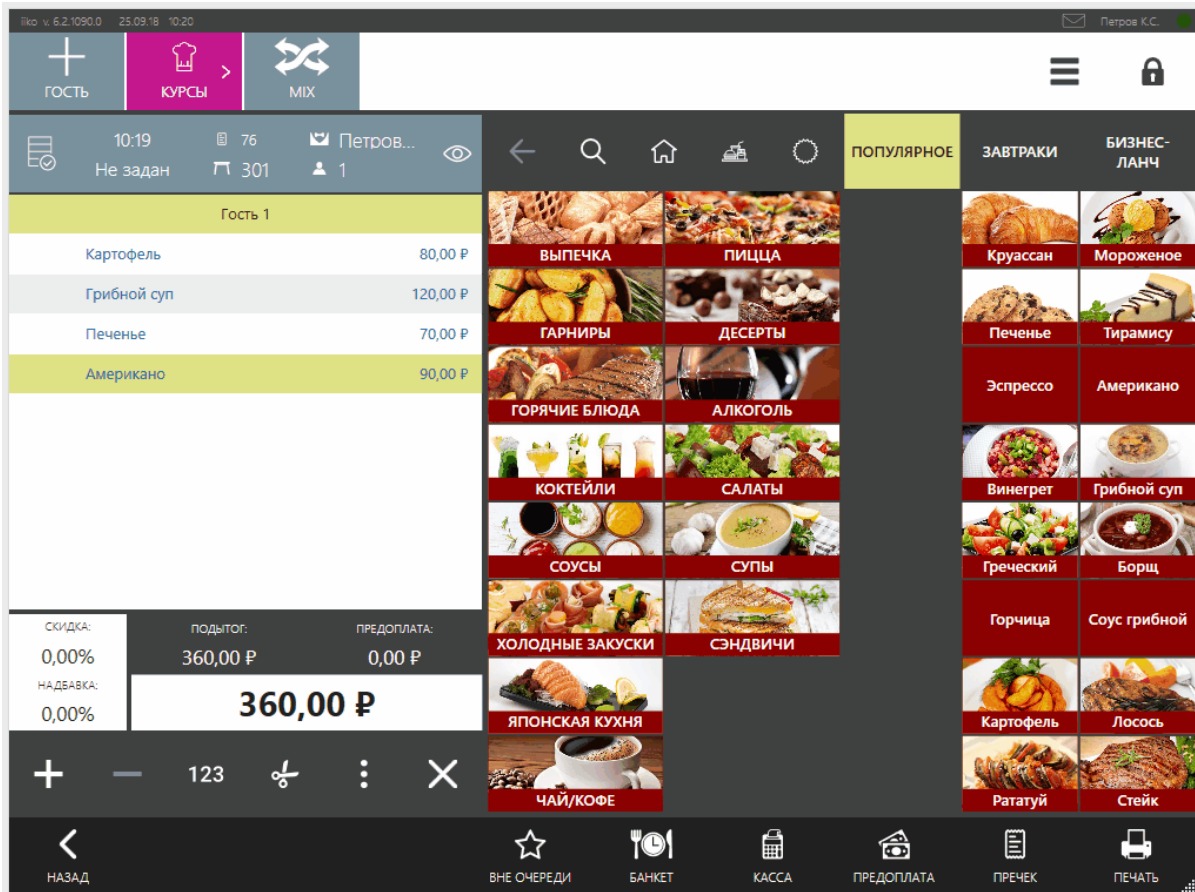 iiko v. 6.2.1090.0 25.09.18 10:20 Петров К.С.
ГОСТЬ КУРСЫ MIX
10:19 76 Петров...
Не задан 301 1
ПОПУЛЯРНОЕ ЗАВТРАКИ БИЗНЕС-
ЛАНЧ
Гость 1
Картофель 80,00 ₽
Грибной суп 120,00 ₽
Печенье 70,00 ₽
Американо 90,00 ₽
СКИДКА: ПОДЫТОГ: ПРЕДОПЛАТА:
0,00% 360,00 ₽ 0,00 ₽
НАДБАВКА:
0,00% 360,00 ₽
123
ВЫПЕЧКА ПИЦЦА
ГАРНИРЫ ДЕСЕРТЫ
ГОРЯЧИЕ БЛЮДА АЛКОГОЛЬ
КОКТЕЙЛИ САЛАТЫ
СОУСЫ СУПЫ
ХОЛОДНЫЕ ЗАКУСКИ СЭНДВИЧИ
ЯПОНСКАЯ КУХНЯ
ЧАЙ/КОФЕ
Круассан Мороженое
Печенье Тирамису
Эспрессо Американо
Винегрет Грибной суп
Греческий Борщ
Горчица Соус грибной
Картофель Лосось
Рататуй Стейк
НАЗАД ВНЕ ОЧЕРЕДИ БАНКЕТ КАССА ПРЕДОПЛАТА ПРЕЧЕК ПЕЧАТЬ